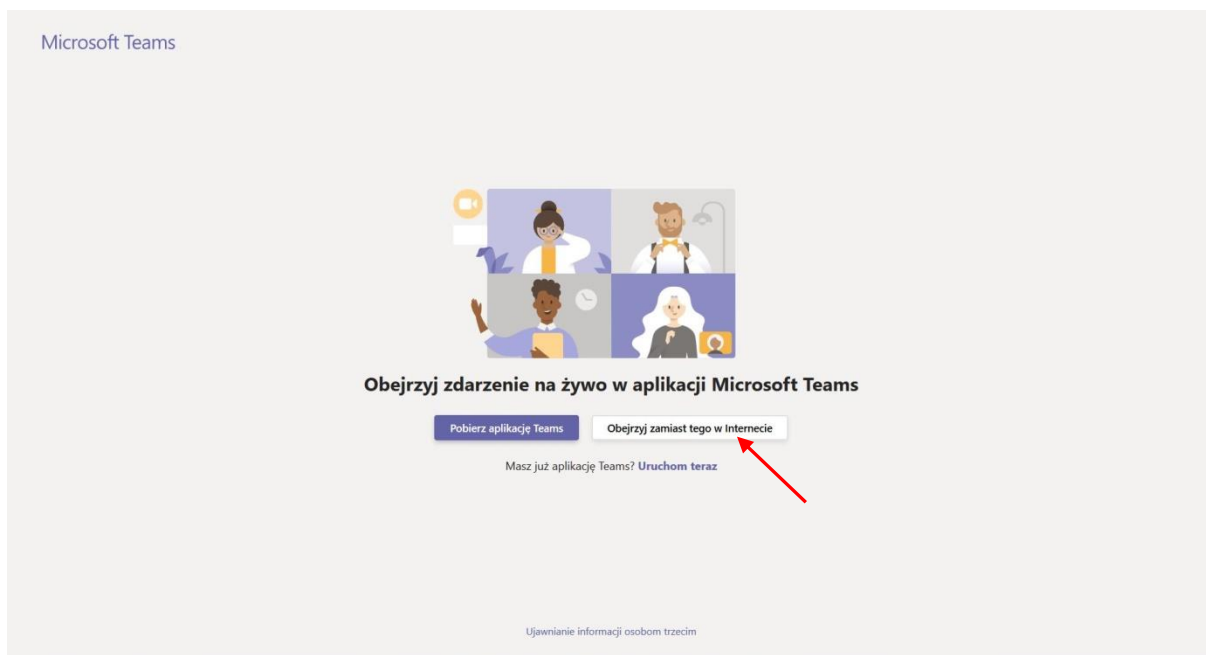 Microsoft Teams
Obejrzyj zdarzenie na żywo w aplikacji Microsoft Teams
Pobierz aplikację Teams
Obejrzyj zamiast tego w Internecie
Masz już aplikację Teams? Uruchom teraz
Ujawnianie informacji osobom trzecim